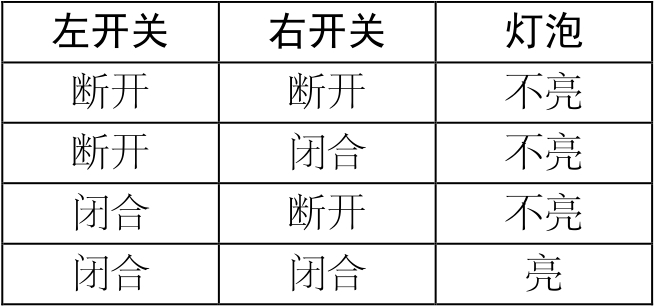 左开关 右开关 灯泡
断开 断开 不亮
断开 闭合 不亮
闭合 断开 不亮
闭合 闭合 亮